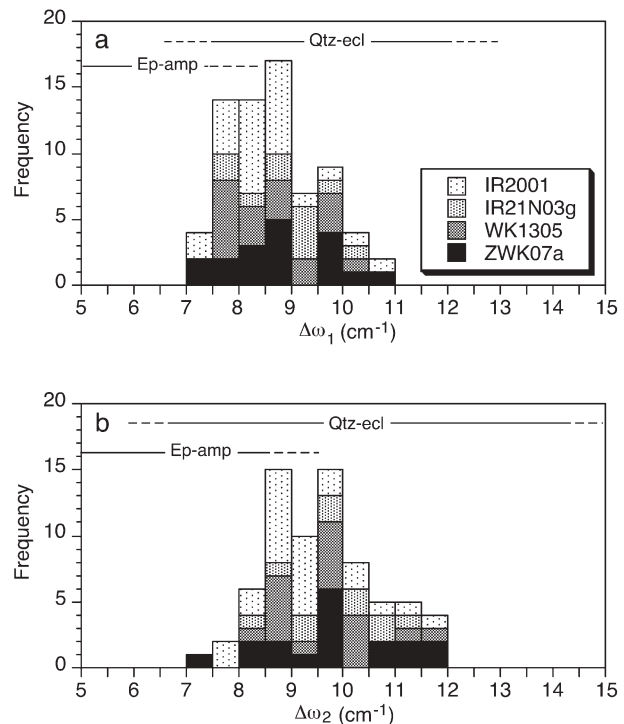 20
15
10
5
0
Frequency
a
Qtz-ecl
Ep-amp
IR2001
IR21N03g
WK1305
ZWK07a
5 6 7 8 9 10 11 12 13 14 15
Δω₁ (cm⁻¹)
20
15
10
5
0
Frequency
b
Qtz-ecl
Ep-amp
5 6 7 8 9 10 11 12 13 14 15
Δω₂ (cm⁻¹)